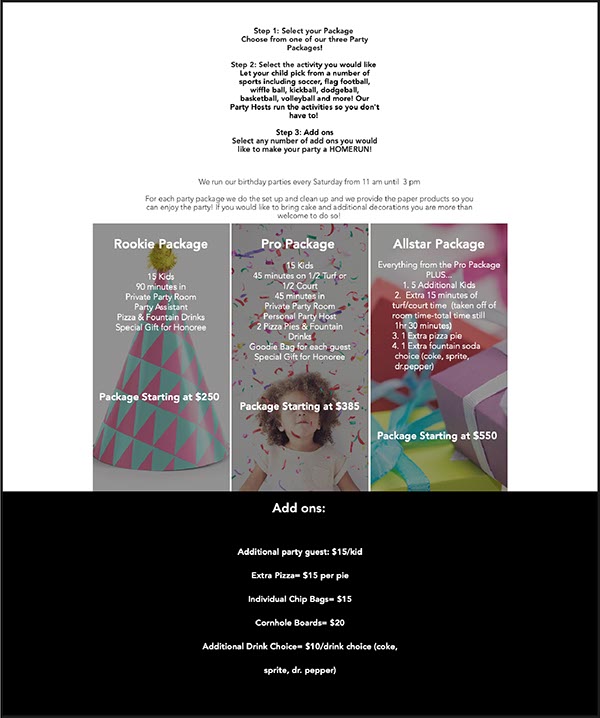 Step 1: Select your Package
Choose from one of our three Party
Packages!
Step 2: Select the activity you would like
Let your child pick from a number of
sports including soccer, flag football,
wiffle ball, kickball, dodgeball,
basketball, volleyball and more! Our
Party Hosts run the activities so you don't
have to!
Step 3: Add ons
Select any number of add ons you would
like to make your party a HOMERUN!
We run our birthday parties every Saturday from 11 am until 3 pm
For each party package we do the set up and clean up and we provide the paper products so you
can enjoy the party! If you would like to bring cake and additional decorations you are more than
welcome to do so!
Rookie Package
15 Kids
90 minutes in
Private Party Room
Party Assistant
Pizza & Fountain Drinks
Special Gift for Honoree
Package Starting at $250
Pro Package
15 Kids
45 minutes on 1/2 Turf or
1/2 Court
45 minutes in
Private Party Room
Personal Party Host
2 Pizza Pies & Fountain
Drinks
Goodie Bag for each guest
Special Gift for Honoree
Package Starting at $385
Allstar Package
Everything from the Pro Package
PLUS...
1. 5 Additional Kids
2. Extra 15 minutes of
turf/court time (taken off of
room time-total time still
1hr 30 minutes)
3. 1 Extra pizza pie
4. 1 Extra fountain soda
choice (coke, sprite,
dr.pepper)
Package Starting at $550
Add ons:
Additional party guest: $15/kid
Extra Pizza= $15 per pie
Individual Chip Bags= $15
Cornhole Boards= $20
Additional Drink Choice= $10/drink choice (coke,
sprite, dr. pepper)